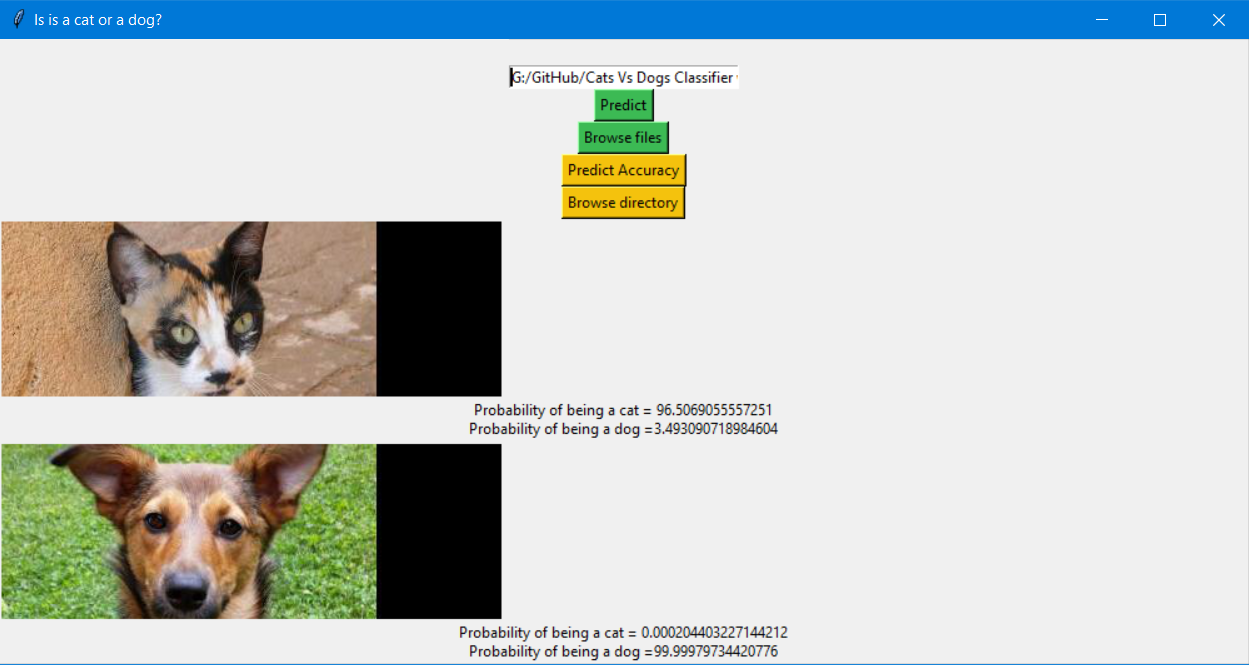 Is is a cat or a dog?
G:/GitHub/Cats Vs Dogs Classifier
Predict
Browse files
Predict Accuracy
Browse directory
Probability of being a cat = 96.5069055557251
Probability of being a dog =3.493090718984604
Probability of being a cat = 0.000204403227144212
Probability of being a dog =99.99979734420776